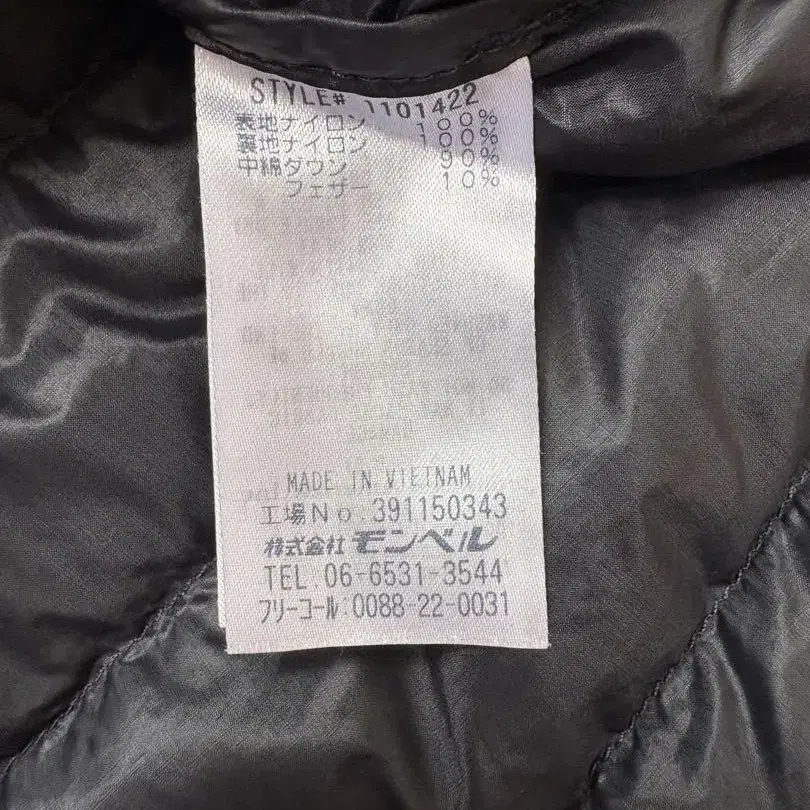 STYLE# 1101422
表地ナイロン 100%
裏地ナイロン 100%
中綿ダウン 90%
フェザー 10%
MADE IN VIETNAM
工場No. 391150343
株式会社 モンベル
TEL.06-6531-3544
フリーコール:0088-22-0031